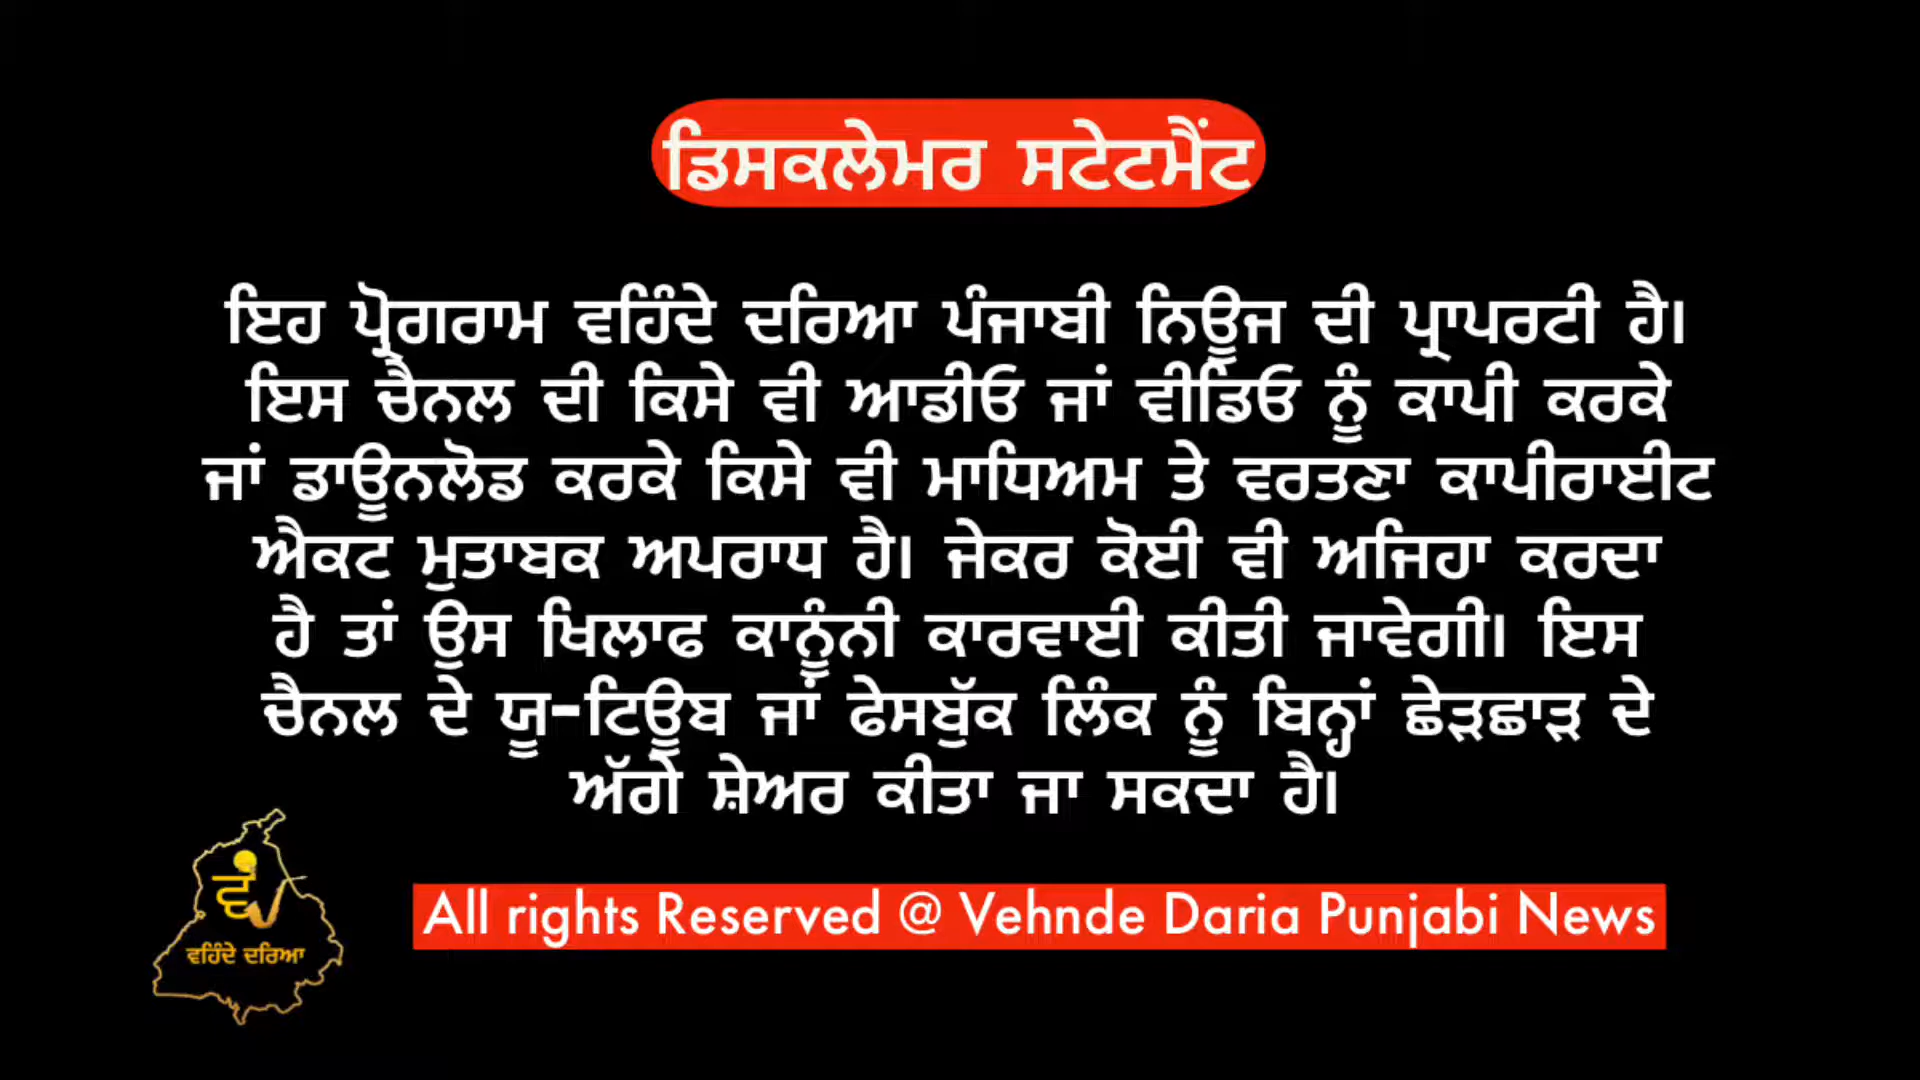 ਡਿਸਕਲੇਮਰ ਸਟੇਟਮੈਂਟ
ਇਹ ਪ੍ਰੋਗਰਾਮ ਵਹਿੰਦੇ ਦਰਿਆ ਪੰਜਾਬੀ ਨਿਊਜ ਦੀ ਪ੍ਰਾਪਰਟੀ ਹੈ।
ਇਸ ਚੈਨਲ ਦੀ ਕਿਸੇ ਵੀ ਆਡੀਓ ਜਾਂ ਵੀਡਿਓ ਨੂੰ ਕਾਪੀ ਕਰਕੇ
ਜਾਂ ਡਾਊਨਲੋਡ ਕਰਕੇ ਕਿਸੇ ਵੀ ਮਾਧਿਅਮ ਤੇ ਵਰਤਣਾ ਕਾਪੀਰਾਈਟ
ਐਕਟ ਮੁਤਾਬਕ ਅਪਰਾਧ ਹੈ। ਜੇਕਰ ਕੋਈ ਵੀ ਅਜਿਹਾ ਕਰਦਾ
ਹੈ ਤਾਂ ਉਸ ਖਿਲਾਫ ਕਾਨੂੰਨੀ ਕਾਰਵਾਈ ਕੀਤੀ ਜਾਵੇਗੀ। ਇਸ
ਚੈਨਲ ਦੇ ਯੂ-ਟਿਊਬ ਜਾਂ ਫੇਸਬੁੱਕ ਲਿੰਕ ਨੂੰ ਬਿਨ੍ਹਾਂ ਛੇੜਛਾੜ ਦੇ
ਅੱਗੇ ਸ਼ੇਅਰ ਕੀਤਾ ਜਾ ਸਕਦਾ ਹੈ।
ਵਹਿੰਦੇ ਦਰਿਆ
All rights Reserved @ Vehnde Daria Punjabi News